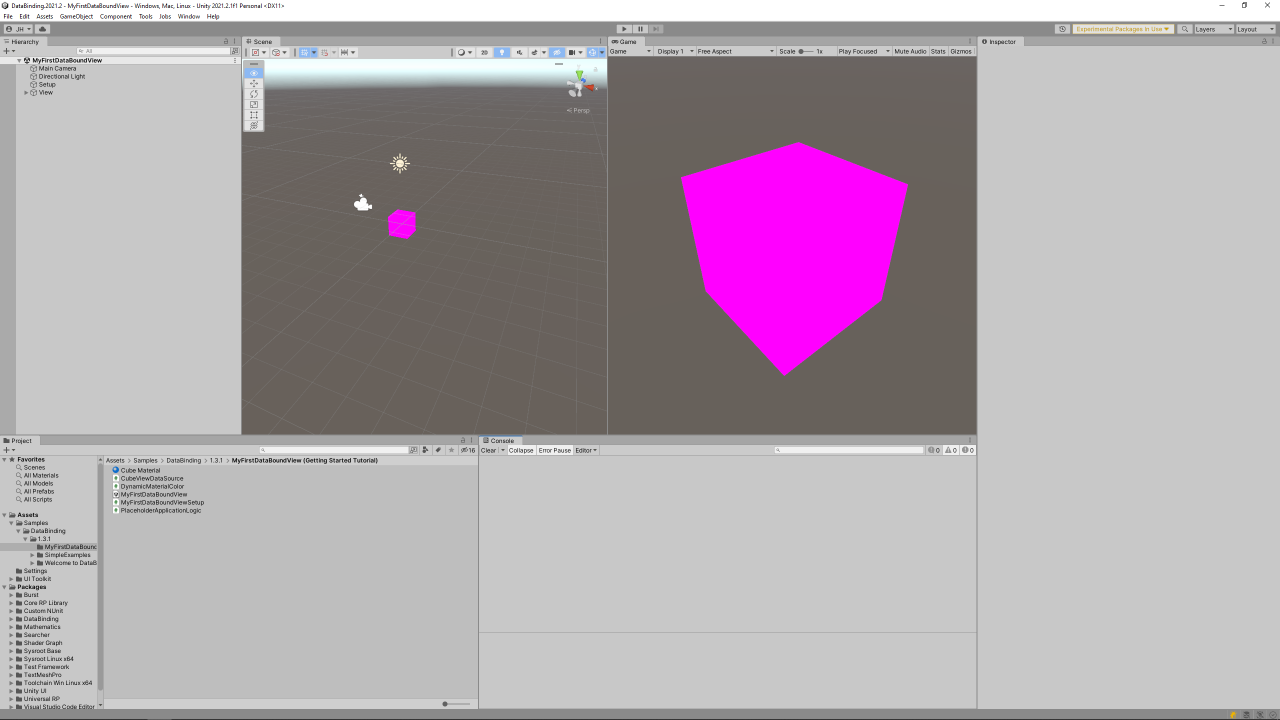 DataBinding.2021.2 - MyFirstDataBoundView - Windows, Mac, Linux - Unity 2021.2.1f1 Personal <DX11>
File Edit Assets GameObject Component Tools Jobs Window Help
JH Experimental Packages In Use Layers Layout
Hierarchy
All
MyFirstDataBoundView
Main Camera
Directional Light
Setup
View
Scene
2D
Persp
Game
Game Display 1 Free Aspect Scale 1x Play Focused Mute Audio Stats Gizmos
Inspector
Project
16
Favorites
Scenes
All Materials
All Models
All Prefabs
All Scripts
Assets
Samples
DataBinding
1.3.1
MyFirstDataBound
SimpleExamples
Welcome to DataB
Settings
UI Toolkit
Packages
Burst
Core RP Library
Custom NUnit
DataBinding
Mathematics
Searcher
Shader Graph
Sysroot Base
Sysroot Linux x64
Test Framework
TextMeshPro
Toolchain Win Linux x64
Unity UI
Universal RP
Visual Studio Code Editor
Assets > Samples > DataBinding > 1.3.1 > MyFirstDataBoundView (Getting Started Tutorial)
Cube Material
CubeViewDataSource
DynamicMaterialColor
MyFirstDataBoundView
MyFirstDataBoundViewSetup
PlaceholderApplicationLogic
Console
Clear Collapse Error Pause Editor 0 0 0